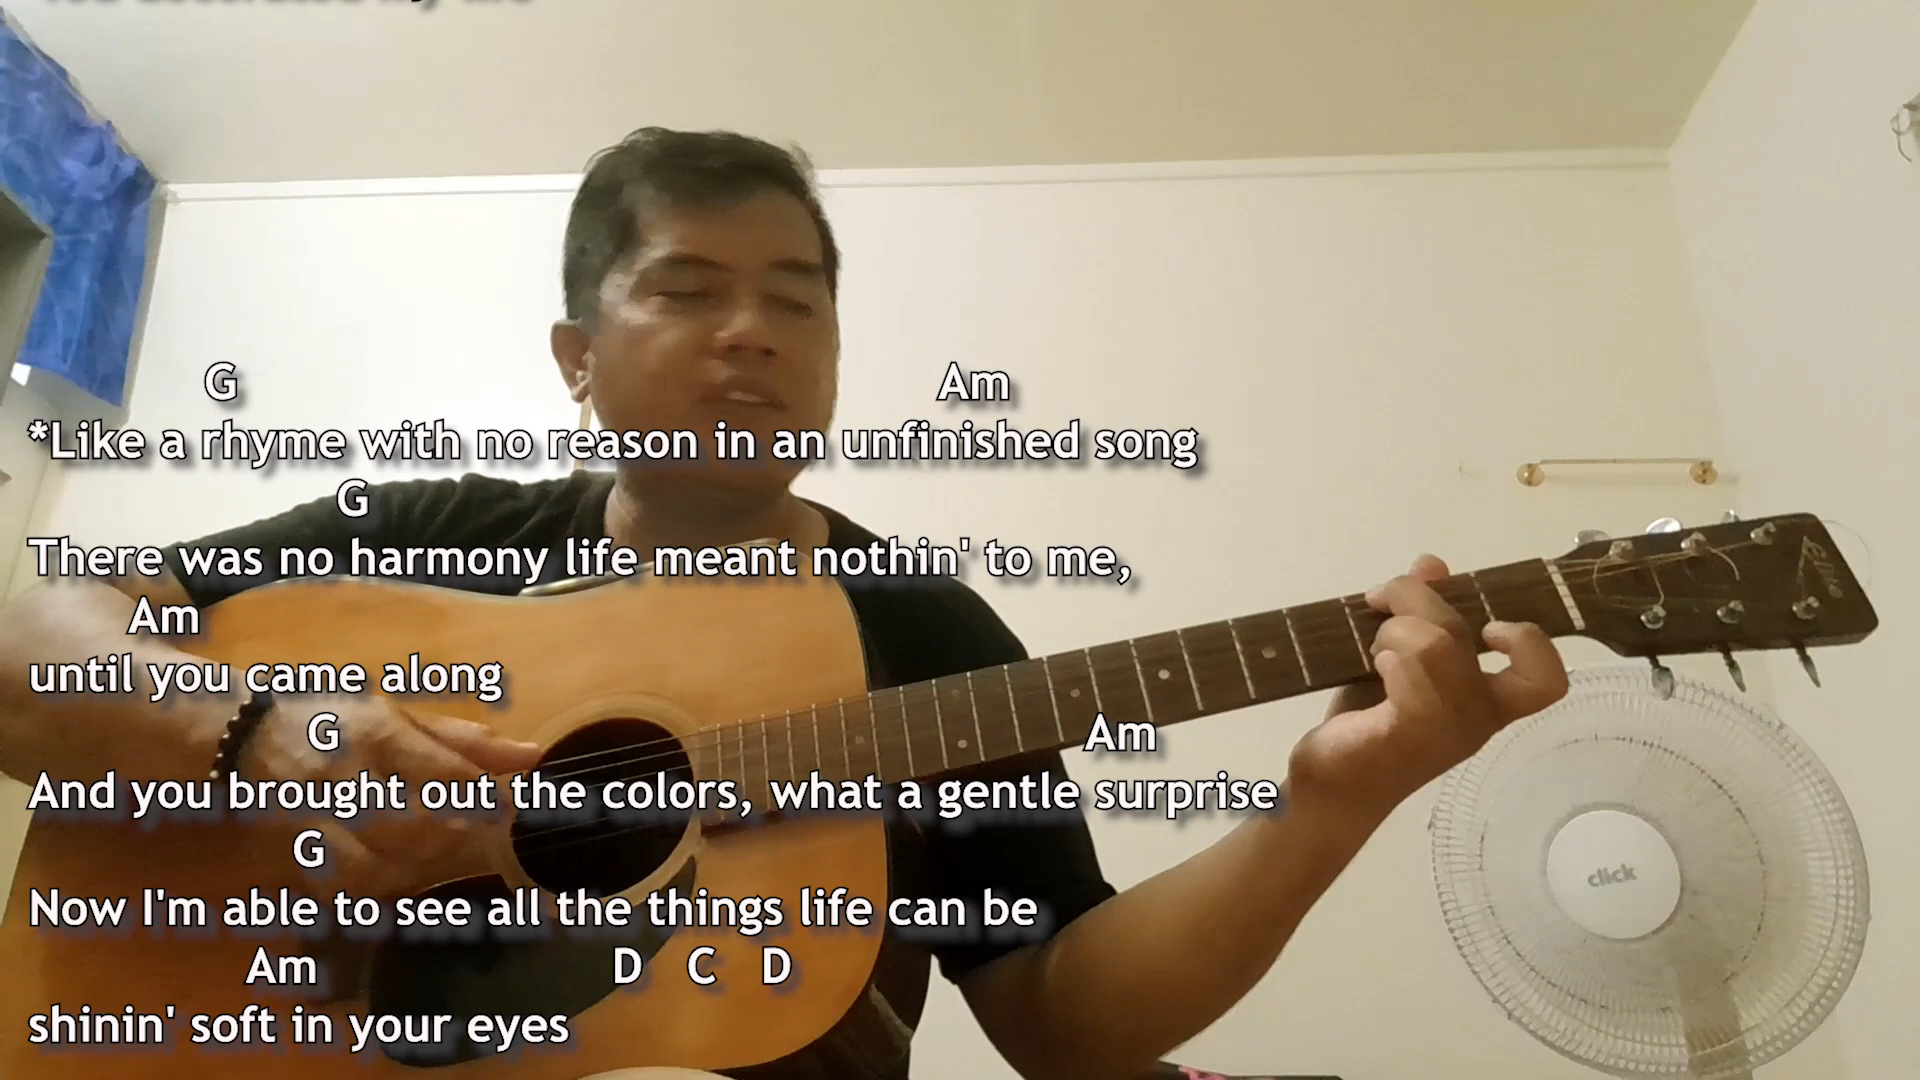 G Am
*Like a rhyme with no reason in an unfinished song
G
There was no harmony life meant nothin' to me,
Am
until you came along
G Am
And you brought out the colors, what a gentle surprise
G
Now I'm able to see all the things life can be
Am D C D
shinin' soft in your eyes
click